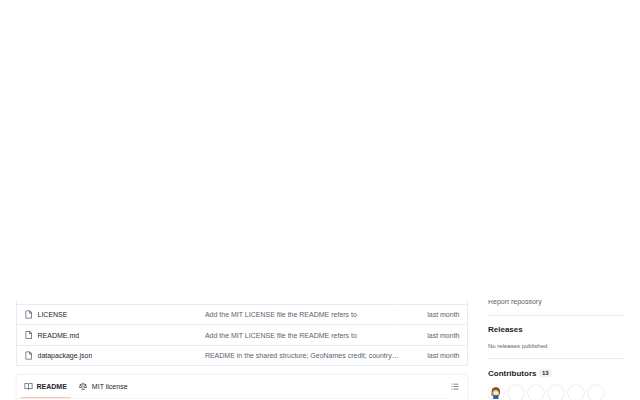 Report repository
LICENSE Add the MIT LICENSE file the README refers to last month
Releases
README.md Add the MIT LICENSE file the README refers to last month
No releases published
datapackage.json README in the shared structure; GeoNames credit; country... last month
Contributors 13
README MIT license